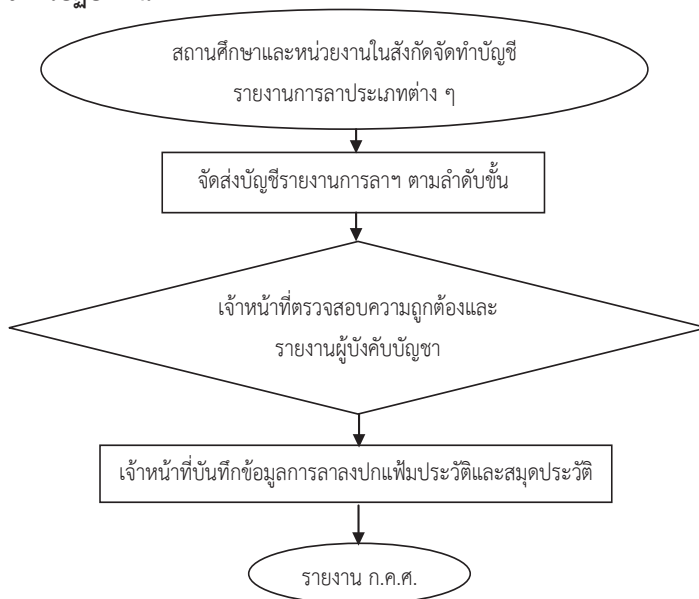 สถานศึกษาและหน่วยงานในสังกัดจัดทำบัญชี
รายงานการลาประเภทต่าง ๆ
จัดส่งบัญชีรายงานการลาฯ ตามลำดับขั้น
เจ้าหน้าที่ตรวจสอบความถูกต้องและ
รายงานผู้บังคับบัญชา
เจ้าหน้าที่บันทึกข้อมูลการลาลงปกแฟ้มประวัติและสมุดประวัติ
รายงาน ก.ค.ศ.